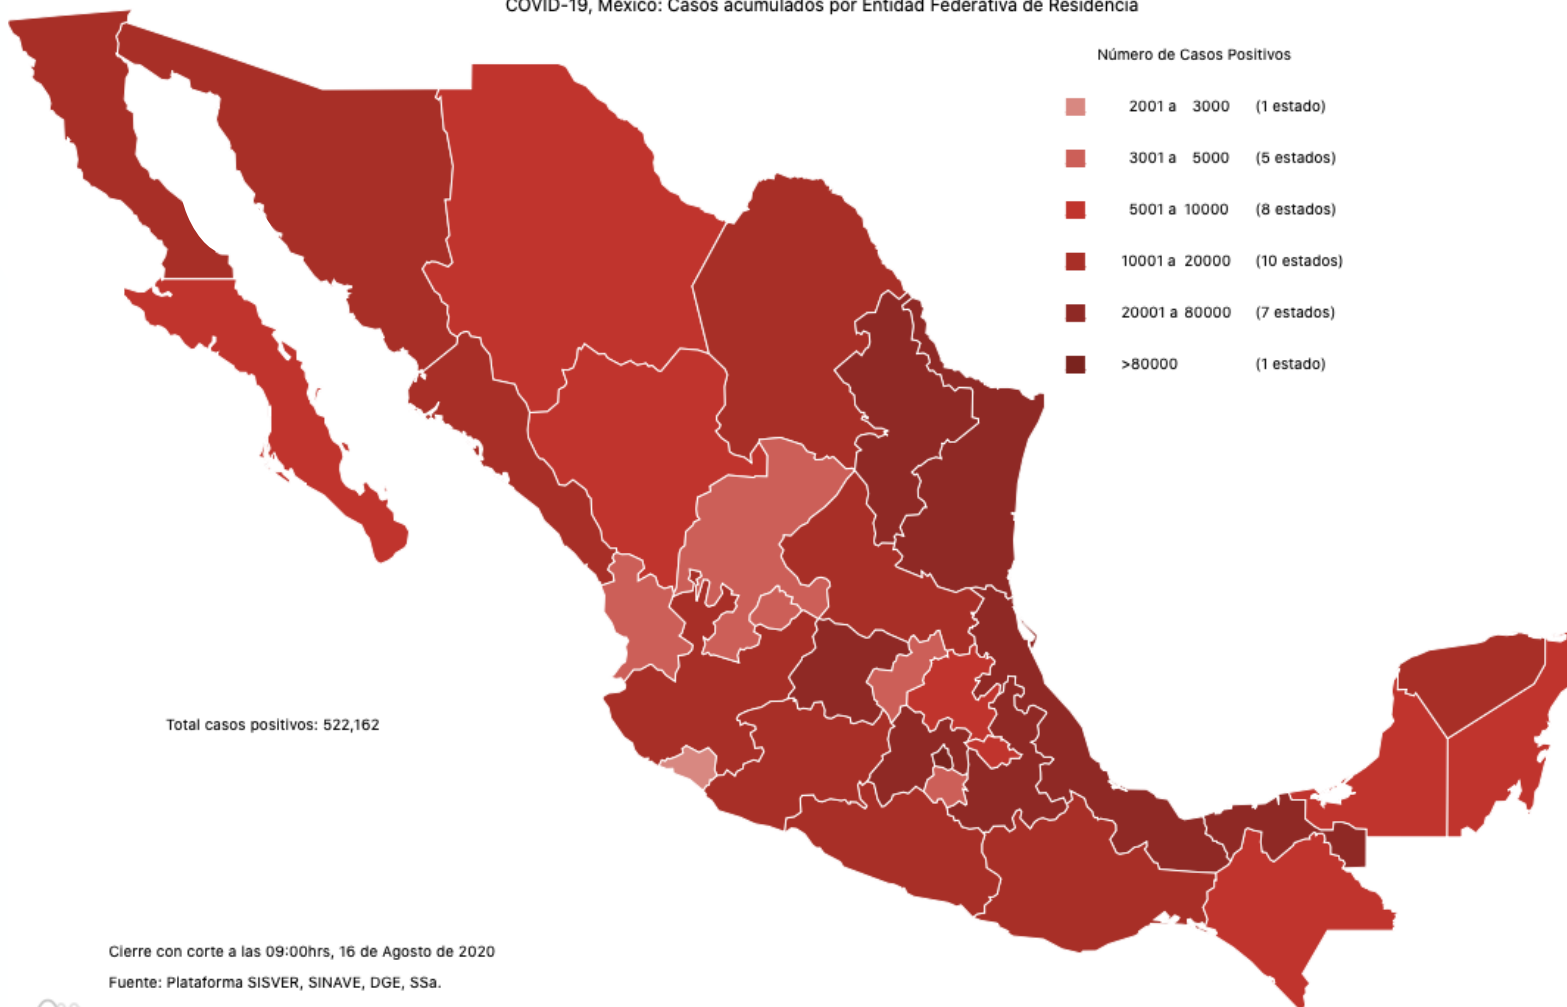 COVID-19, México: Casos acumulados por Entidad Federativa de Residencia
Número de Casos Positivos
2001 a 3000 (1 estado)
3001 a 5000 (5 estados)
5001 a 10000 (8 estados)
10001 a 20000 (10 estados)
20001 a 80000 (7 estados)
>80000 (1 estado)
Total casos positivos: 522,162
Cierre con corte a las 09:00hrs, 16 de Agosto de 2020
Fuente: Plataforma SISVER, SINAVE, DGE, SSa.